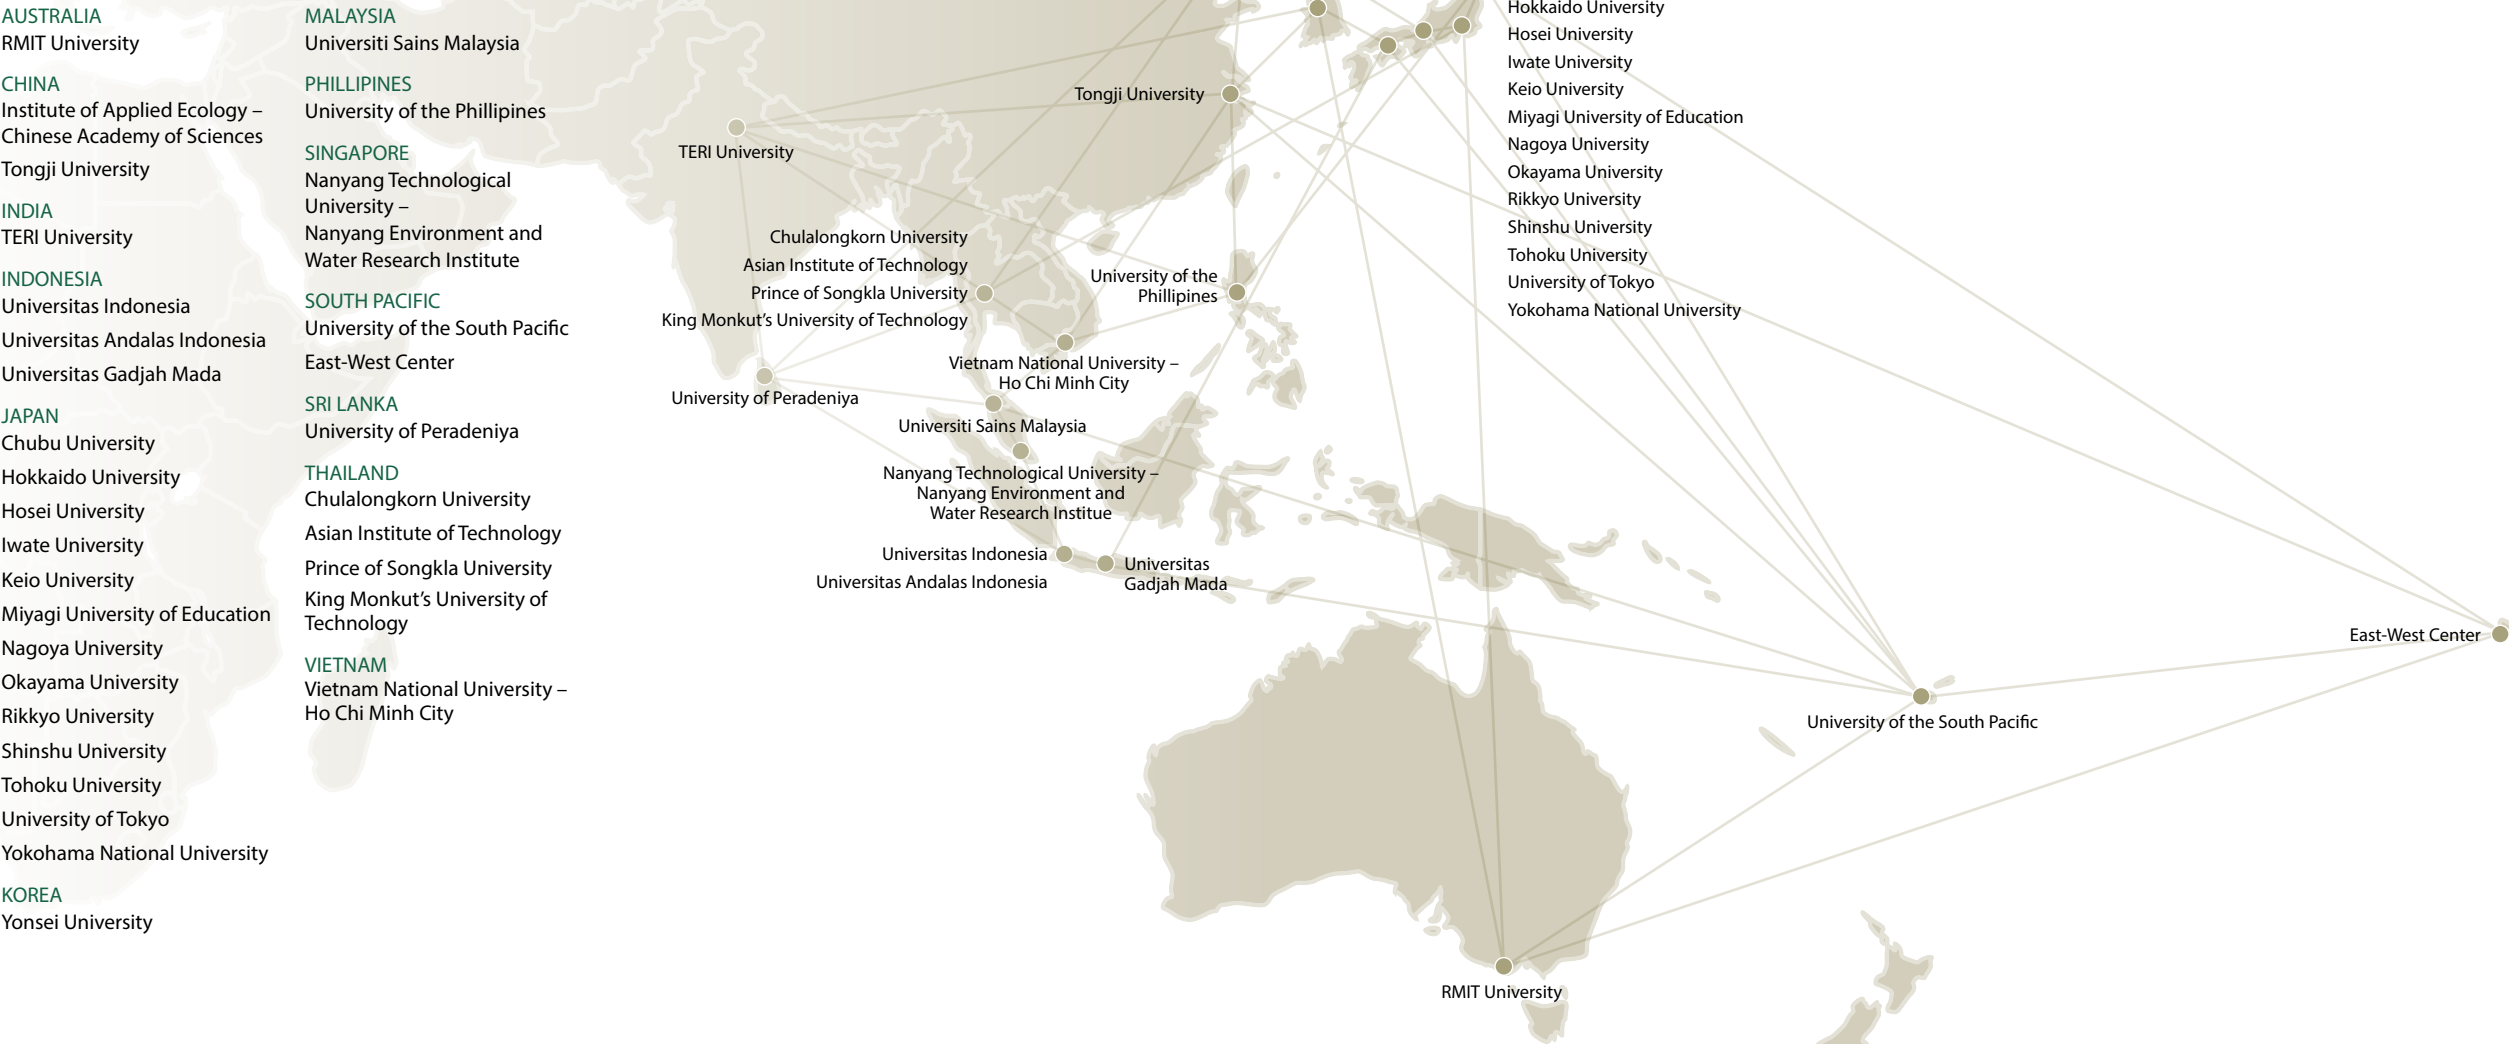 AUSTRALIA
RMIT University
CHINA
Institute of Applied Ecology –
Chinese Academy of Sciences
Tongji University
INDIA
TERI University
INDONESIA
Universitas Indonesia
Universitas Andalas Indonesia
Universitas Gadjah Mada
JAPAN
Chubu University
Hokkaido University
Hosei University
Iwate University
Keio University
Miyagi University of Education
Nagoya University
Okayama University
Rikkyo University
Shinshu University
Tohoku University
University of Tokyo
Yokohama National University
KOREA
Yonsei University
MALAYSIA
Universiti Sains Malaysia
PHILLIPINES
University of the Phillipines
SINGAPORE
Nanyang Technological
University –
Nanyang Environment and
Water Research Institute
SOUTH PACIFIC
University of the South Pacific
East-West Center
SRI LANKA
University of Peradeniya
THAILAND
Chulalongkorn University
Asian Institute of Technology
Prince of Songkla University
King Monkut's University of
Technology
VIETNAM
Vietnam National University –
Ho Chi Minh City
TERI University
Tongji University
Chulalongkorn University
Asian Institute of Technology
Prince of Songkla University
King Monkut's University of Technology
University of the
Phillipines
Vietnam National University –
Ho Chi Minh City
University of Peradeniya
Universiti Sains Malaysia
Nanyang Technological University –
Nanyang Environment and
Water Research Institue
Universitas Indonesia
Universitas Andalas Indonesia
Universitas
Gadjah Mada
Hokkaido University
Hosei University
Iwate University
Keio University
Miyagi University of Education
Nagoya University
Okayama University
Rikkyo University
Shinshu University
Tohoku University
University of Tokyo
Yokohama National University
East-West Center
University of the South Pacific
RMIT University